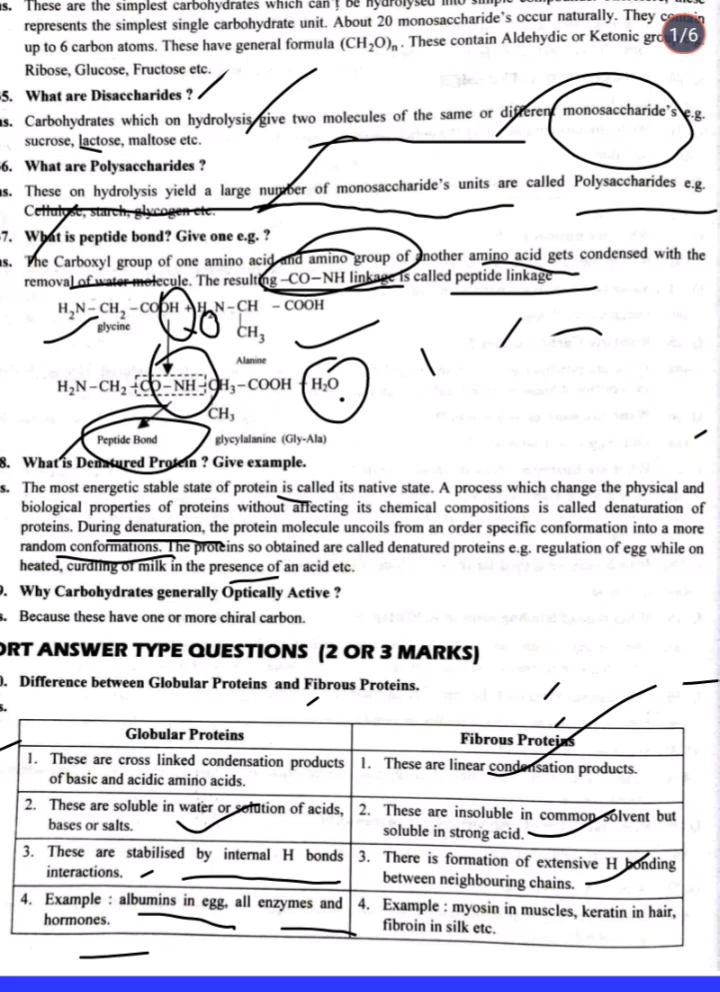 s. These are the simplest carbohydrates which can't be hydrolysed into
represents the simplest single carbohydrate unit. About 20 monosaccharide's occur naturally. They contain
up to 6 carbon atoms. These have general formula (CH₂O)ₙ. These contain Aldehydic or Ketonic
1/6
Ribose, Glucose, Fructose etc.
5. What are Disaccharides ?
s. Carbohydrates which on hydrolysis give two molecules of the same or different monosaccharide's e.g.
sucrose, lactose, maltose etc.
6. What are Polysaccharides ?
s. These on hydrolysis yield a large number of monosaccharide's units are called Polysaccharides e.g.
Cellulose, starch, glycogen etc.
7. What is peptide bond? Give one e.g. ?
s. The Carboxyl group of one amino acid and amino group of another amino acid gets condensed with the
removal of water molecule. The resulting –CO–NH linkage is called peptide linkage
H₂N–CH₂–COOH + H₂N–CH – COOH
glycine
CH₃
Alanine
H₂N–CH₂–CO–NH–CH₃–COOH + H₂O
CH₃
Peptide Bond glycylalanine (Gly-Ala)
8. What is Denatured Protein ? Give example.
s. The most energetic stable state of protein is called its native state. A process which change the physical and
biological properties of proteins without affecting its chemical compositions is called denaturation of
proteins. During denaturation, the protein molecule uncoils from an order specific conformation into a more
random conformations. The proteins so obtained are called denatured proteins e.g. regulation of egg while on
heated, curdling of milk in the presence of an acid etc.
9. Why Carbohydrates generally Optically Active ?
s. Because these have one or more chiral carbon.
ORT ANSWER TYPE QUESTIONS (2 OR 3 MARKS)
0. Difference between Globular Proteins and Fibrous Proteins.
s.
Globular Proteins Fibrous Proteins
1. These are cross linked condensation products 1. These are linear condensation products.
of basic and acidic amino acids.
2. These are soluble in water or solution of acids, 2. These are insoluble in common solvent but
bases or salts. soluble in strong acid.
3. These are stabilised by internal H bonds 3. There is formation of extensive H bonding
interactions. between neighbouring chains.
4. Example : albumins in egg, all enzymes and 4. Example : myosin in muscles, keratin in hair,
hormones. fibroin in silk etc.